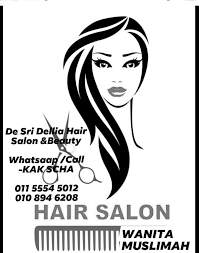 De Sri Dellia Hair
Salon &Beauty
Whatsaap /Call
-KAK SCHA
011 5554 5012
010 894 6208
HAIR SALON
WANITA
MUSLIMAH